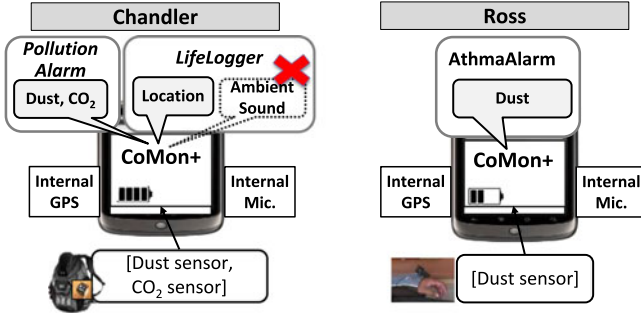 Chandler
Pollution
Alarm
Dust, CO₂
LifeLogger
Location
Ambient
Sound
CoMon+
Internal
GPS
Internal
Mic.
[Dust sensor,
CO₂ sensor]
Ross
AthmaAlarm
Dust
CoMon+
Internal
GPS
Internal
Mic.
[Dust sensor]